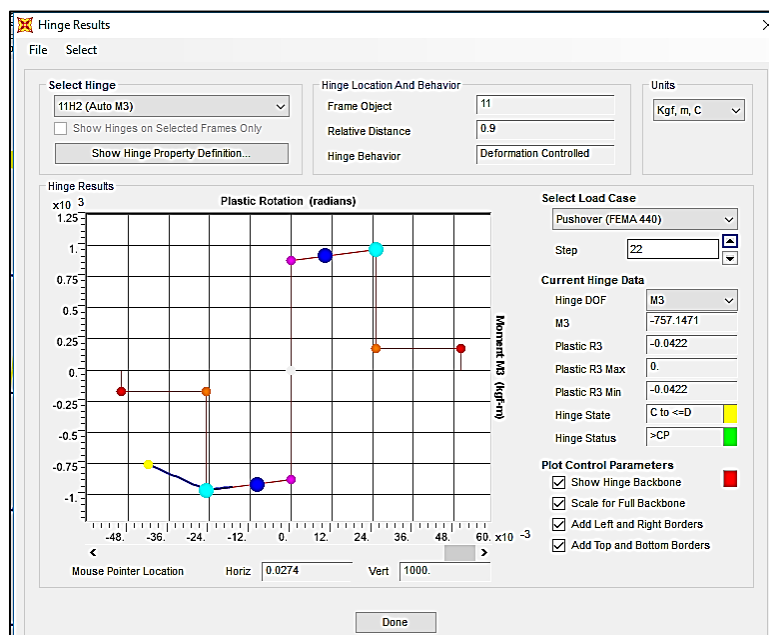 Hinge Results
File Select
Select Hinge
11H2 (Auto M3)
Show Hinges on Selected Frames Only
Show Hinge Property Definition...
Hinge Location And Behavior
Frame Object 11
Relative Distance 0.9
Hinge Behavior Deformation Controlled
Units
Kgf, m, C
Hinge Results
x10 3
Plastic Rotation (radians)
1.25
1.
0.75
0.5
0.25
0.
-0.25
-0.5
-0.75
-1.
Moment M3 (kgf-m)
-48. -36. -24. -12. 0. 12. 24. 36. 48. 60. x10 -3
Mouse Pointer Location Horiz 0.0274 Vert 1000.
Select Load Case
Pushover (FEMA 440)
Step 22
Current Hinge Data
Hinge DOF M3
M3 -757.1471
Plastic R3 -0.0422
Plastic R3 Max 0.
Plastic R3 Min -0.0422
Hinge State C to <=D
Hinge Status >CP
Plot Control Parameters
Show Hinge Backbone
Scale for Full Backbone
Add Left and Right Borders
Add Top and Bottom Borders
Done